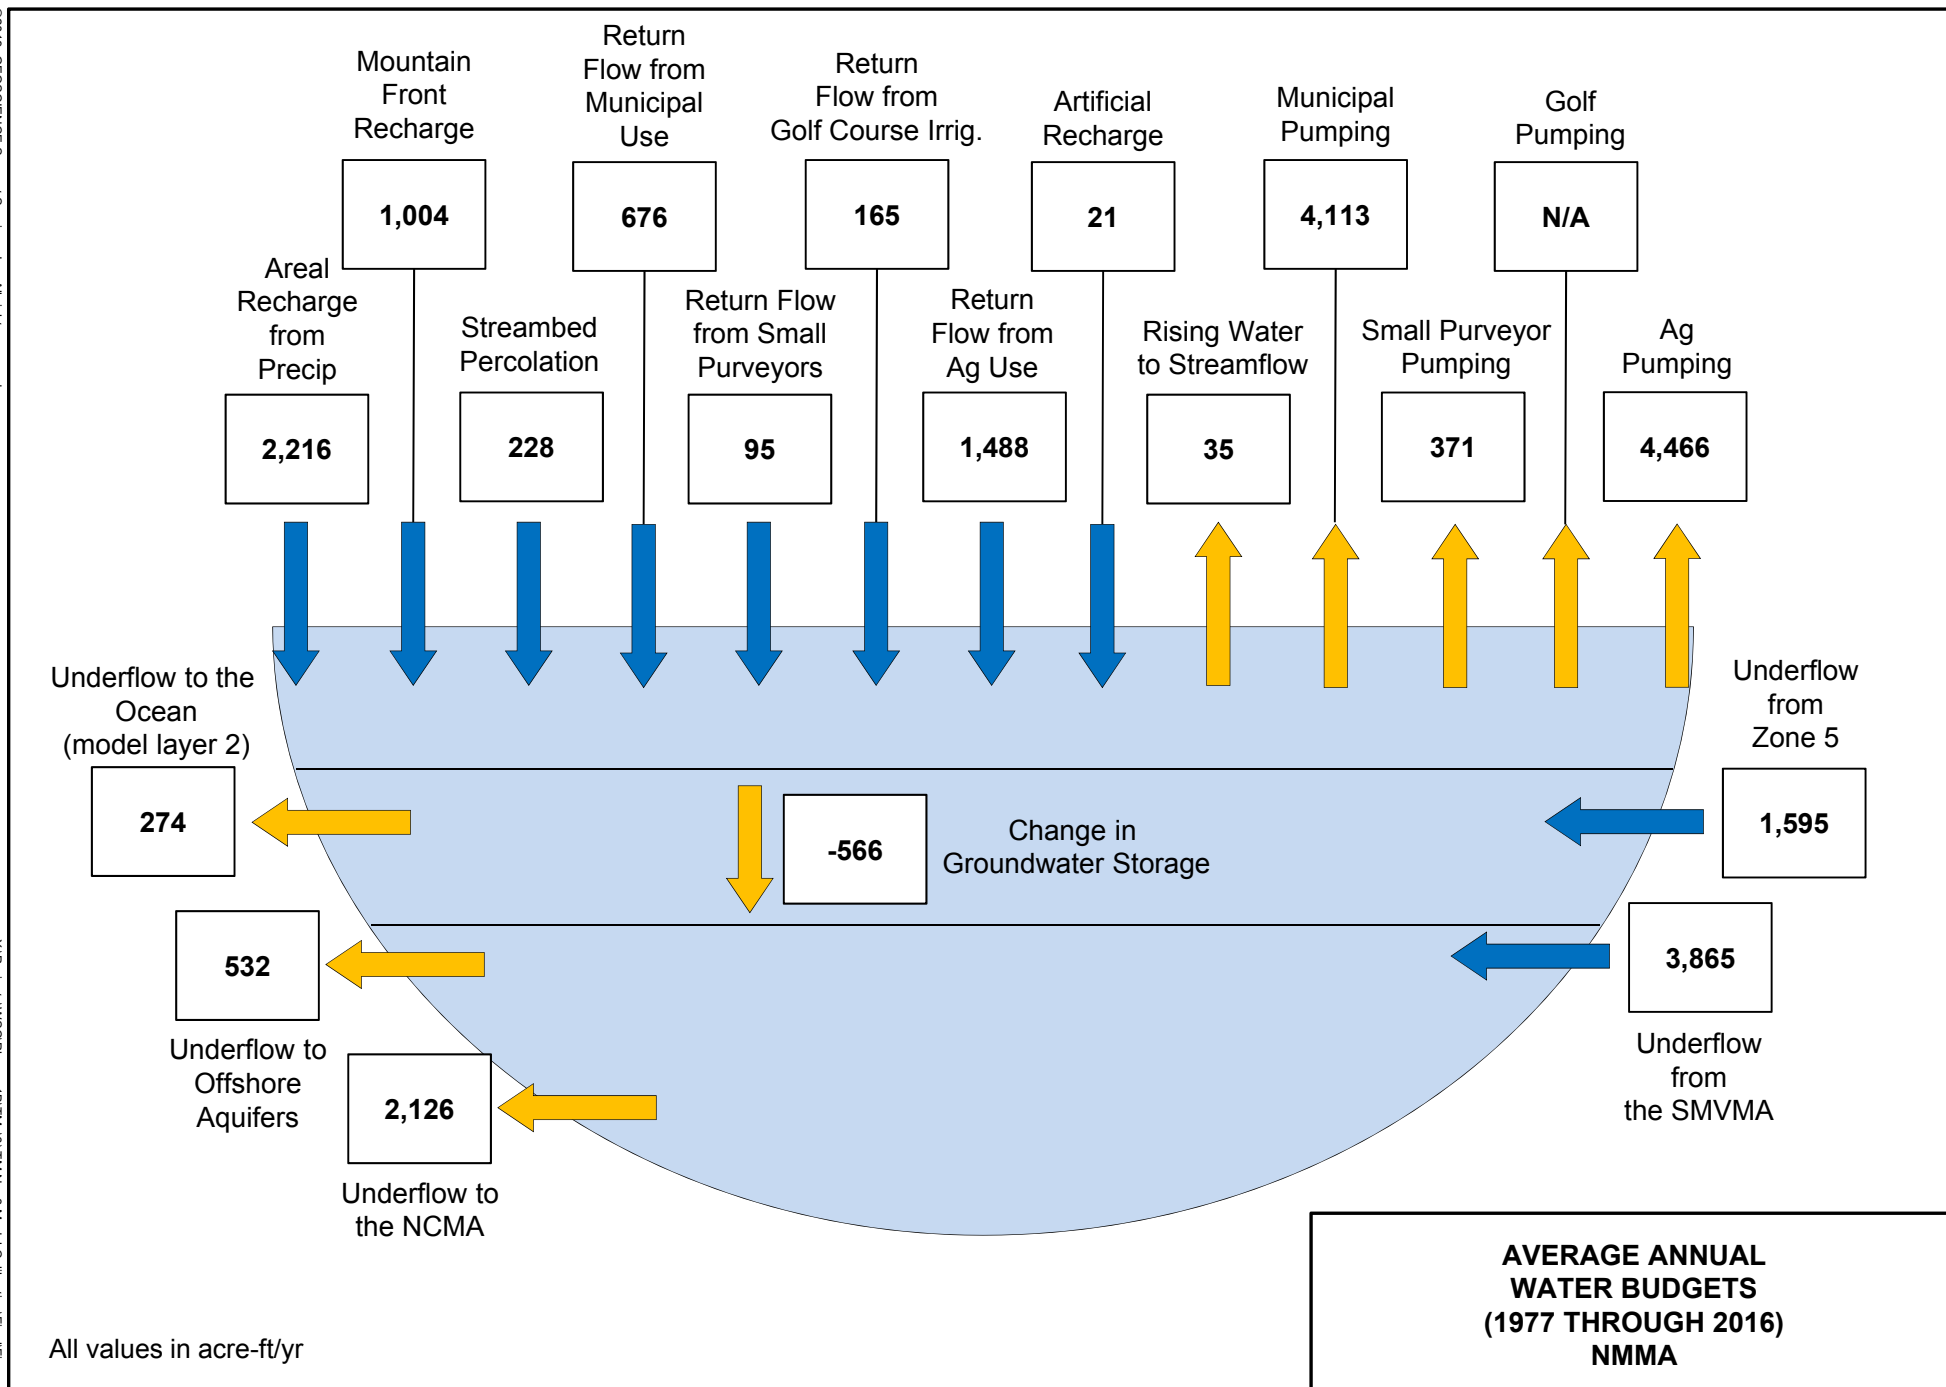 Mountain
Front
Recharge
1,004
Return
Flow from
Municipal
Use
676
Return
Flow from
Golf Course Irrig.
165
Artificial
Recharge
21
Municipal
Pumping
4,113
Golf
Pumping
N/A
Areal
Recharge
from
Precip
2,216
Streambed
Percolation
228
Return Flow
from Small
Purveyors
95
Return
Flow from
Ag Use
1,488
Rising Water
to Streamflow
35
Small Purveyor
Pumping
371
Ag
Pumping
4,466
Underflow to the
Ocean
(model layer 2)
274
-566
Change in
Groundwater Storage
Underflow
from
Zone 5
1,595
532
Underflow to
Offshore
Aquifers
3,865
Underflow
from
the SMVMA
2,126
Underflow to
the NCMA
All values in acre-ft/yr
AVERAGE ANNUAL
WATER BUDGETS
(1977 THROUGH 2016)
NMMA